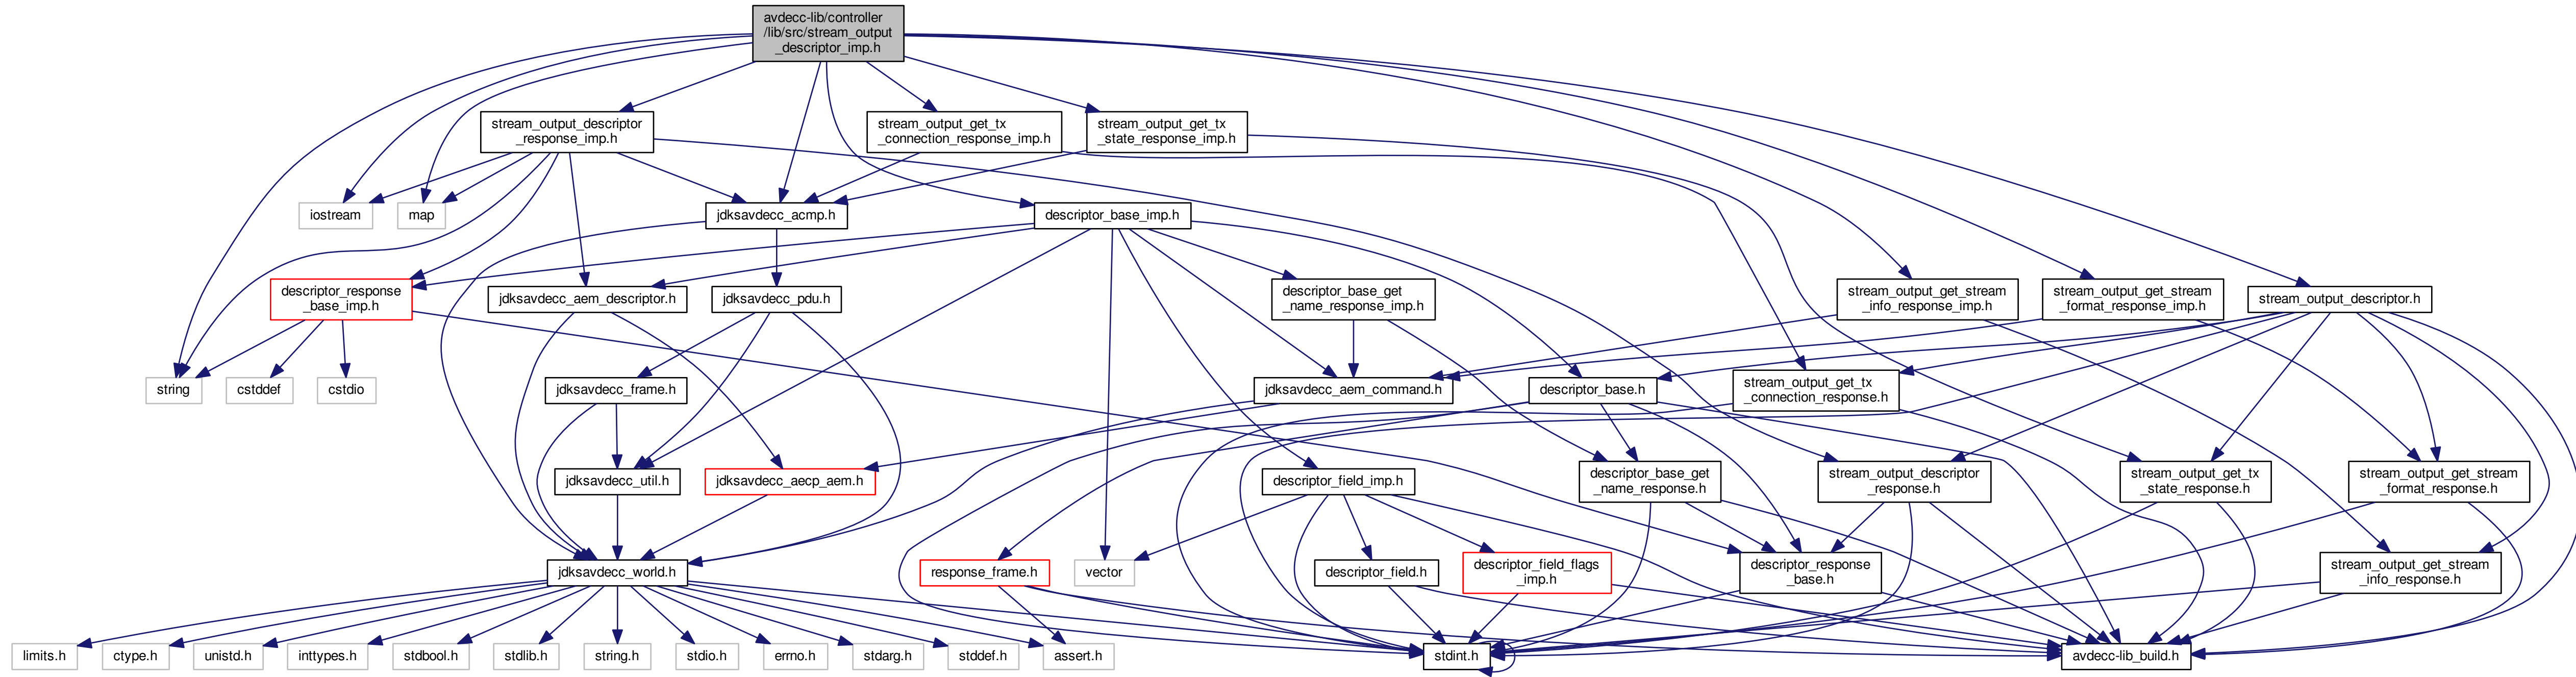 avdecc-lib/controller
/lib/src/stream_output
_descriptor_imp.h
stream_output_descriptor
_response_imp.h
stream_output_get_tx
_connection_response_imp.h
stream_output_get_tx
_state_response_imp.h
iostream
map
jdksavdecc_acmp.h
descriptor_base_imp.h
descriptor_response
_base_imp.h
jdksavdecc_aem_descriptor.h
jdksavdecc_pdu.h
descriptor_base_get
_name_response_imp.h
stream_output_get_stream
_info_response_imp.h
stream_output_get_stream
_format_response_imp.h
stream_output_descriptor.h
string
cstddef
cstdio
jdksavdecc_frame.h
jdksavdecc_aem_command.h
descriptor_base.h
stream_output_get_tx
_connection_response.h
jdksavdecc_util.h
jdksavdecc_aecp_aem.h
descriptor_field_imp.h
descriptor_base_get
_name_response.h
stream_output_descriptor
_response.h
stream_output_get_tx
_state_response.h
stream_output_get_stream
_format_response.h
jdksavdecc_world.h
response_frame.h
vector
descriptor_field.h
descriptor_field_flags
_imp.h
descriptor_response
_base.h
stream_output_get_stream
_info_response.h
limits.h
ctype.h
unistd.h
inttypes.h
stdbool.h
stdlib.h
string.h
stdio.h
errno.h
stdarg.h
stddef.h
assert.h
stdint.h
avdecc-lib_build.h